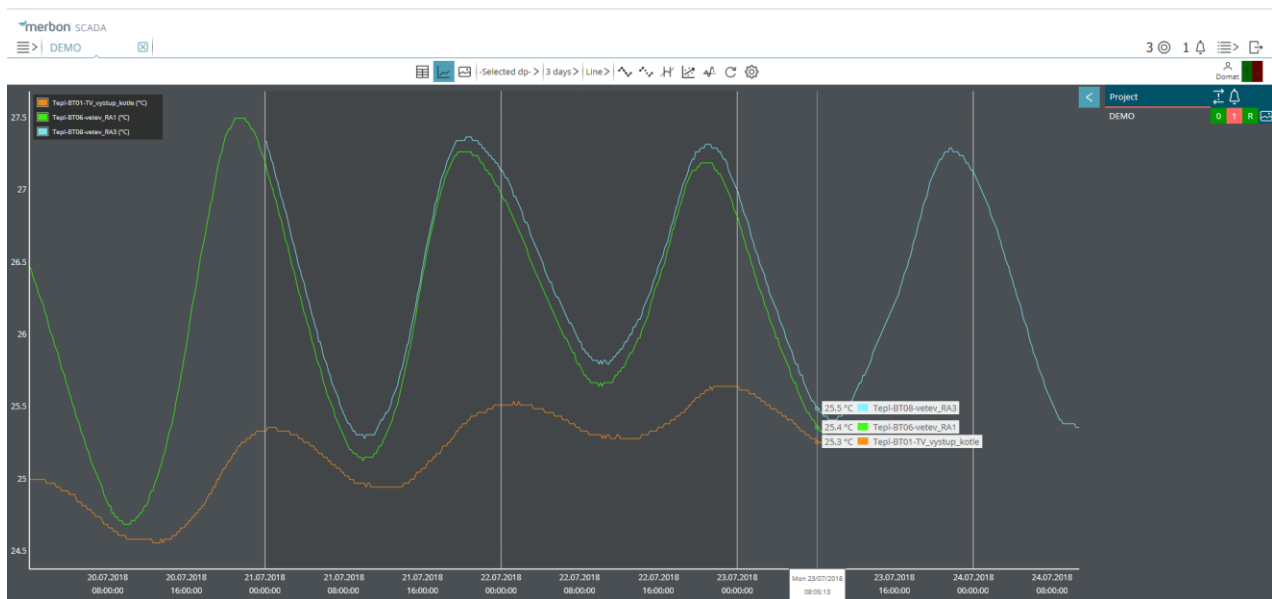 merbon SCADA
DEMO
3 1
-Selected dp- > 3 days > Line >
Domat
Tepl-BT01-TV_vystup_kotle (°C)
Tepl-BT06-vetev_RA1 (°C)
Tepl-BT08-vetev_RA3 (°C)
Project
DEMO 0 1 R
27.5
27
26.5
26
25.5
25
24.5
25.5 °C Tepl-BT08-vetev_RA3
25.4 °C Tepl-BT06-vetev_RA1
25.3 °C Tepl-BT01-TV_vystup_kotle
20.07.2018 20.07.2018 21.07.2018 21.07.2018 21.07.2018 22.07.2018 22.07.2018 22.07.2018 23.07.2018 Mon 23/07/2018 23.07.2018 24.07.2018 24.07.2018
08:00:00 16:00:00 00:00:00 08:00:00 16:00:00 00:00:00 08:00:00 16:00:00 00:00:00 08:05:13 16:00:00 00:00:00 08:00:00